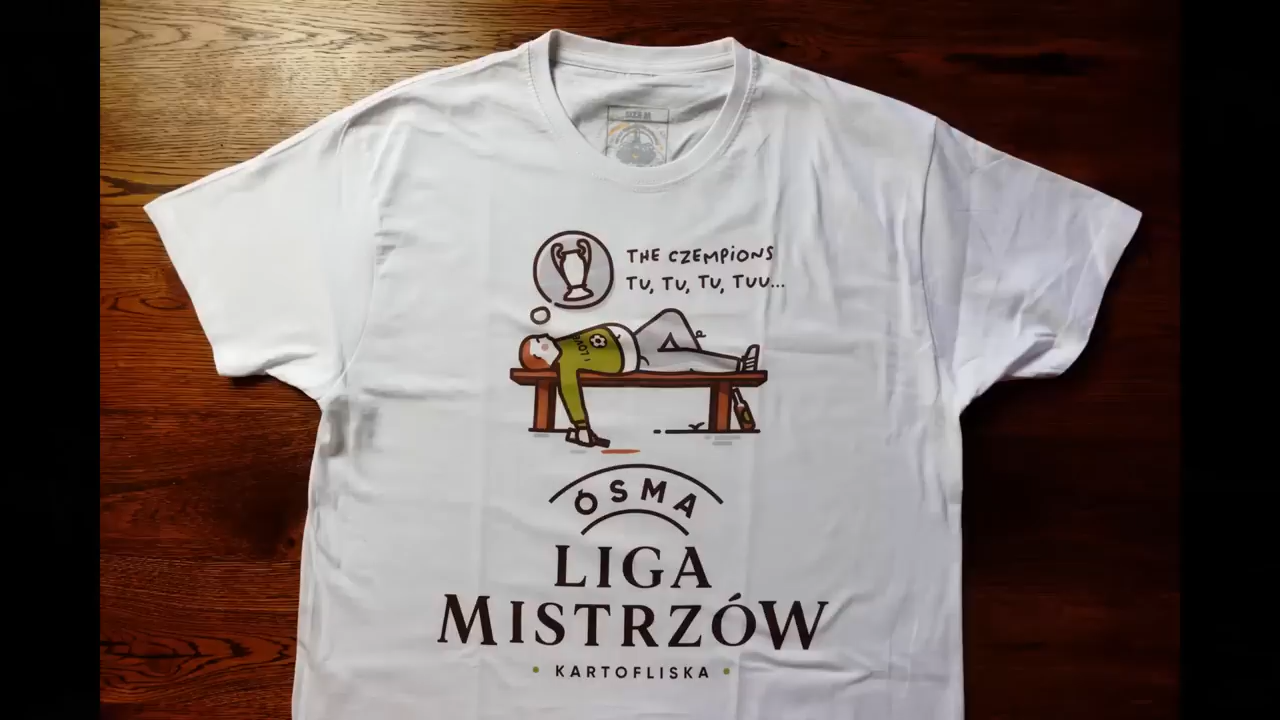 THE CZEMPiONS
TU, TU, TU, TUU...
ÓSMA
LIGA
MISTRZÓW
• KARTOFLISKA •